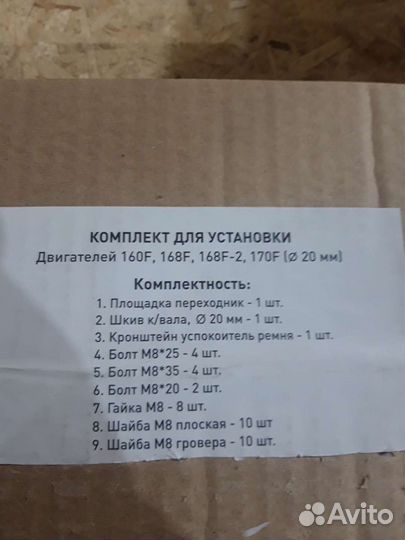 КОМПЛЕКТ ДЛЯ УСТАНОВКИ
Двигателей 160F, 168F, 168F-2, 170F (Ø 20 мм)
Комплектность:
1. Площадка переходник - 1 шт.
2. Шкив к/вала, Ø 20 мм - 1 шт.
3. Кронштейн успокоитель ремня - 1 шт.
4. Болт М8*25 - 4 шт.
5. Болт М8*35 - 4 шт.
6. Болт М8*20 - 2 шт.
7. Гайка М8 - 8 шт.
8. Шайба М8 плоская - 10 шт
9. Шайба М8 гровера - 10 шт.
Avito